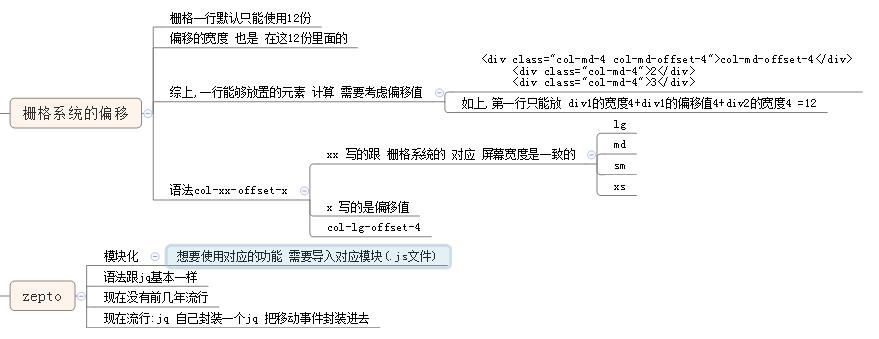 栅格一行默认只能使用12份
偏移的宽度 也是 在这12份里面的
<div class="col-md-4 col-md-offset-4">col-md-offset-4</div>
<div class="col-md-4">2</div>
<div class="col-md-4">3</div>
综上,一行能够放置的元素 计算 需要考虑偏移值
如上,第一行只能放 div1的宽度4+div1的偏移值4+div2的宽度4 =12
栅格系统的偏移
lg
xx 写的跟 栅格系统的 对应 屏幕宽度是一致的
md
sm
xs
语法col-xx-offset-x
x 写的是偏移值
col-lg-offset-4
模块化
想要使用对应的功能 需要导入对应模块(js文件)
语法跟jq基本一样
zepto
现在没有前几年流行
现在流行:jq 自己封装一个jq 把移动事件封装进去